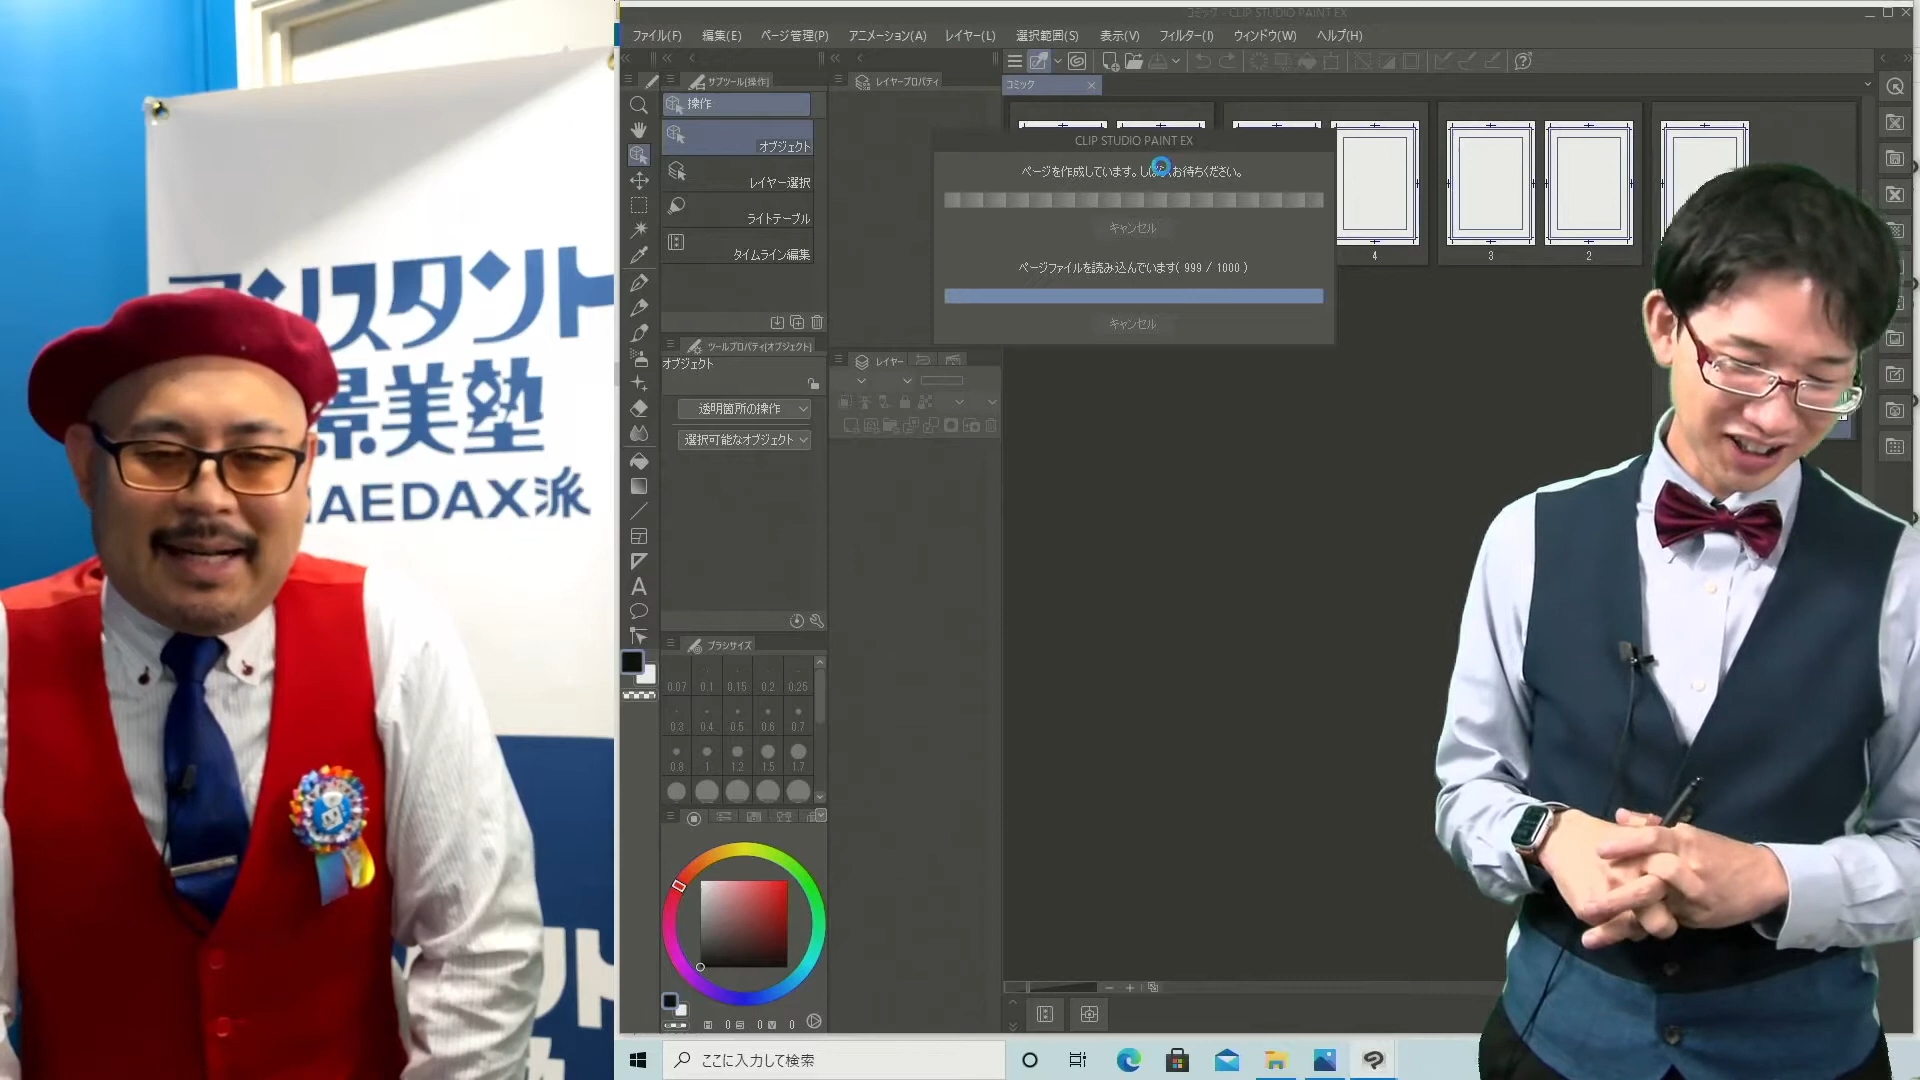 アシスタント
景美塾
MAEDAX派
コミック - CLIP STUDIO PAINT EX
ファイル(F) 編集(E) ページ管理(P) アニメーション(A) レイヤー(L) 選択範囲(S) 表示(V) フィルター(I) ウィンドウ(W) ヘルプ(H)
サブツール[操作]
レイヤープロパティ
コミック
操作
オブジェクト
レイヤー選択
ライトテーブル
タイムライン編集
CLIP STUDIO PAINT EX
ページを作成しています。しばらくお待ちください。
キャンセル
ページファイルを読み込んでいます( 999 / 1000 )
キャンセル
4
3
2
ツールプロパティ[オブジェクト]
オブジェクト
透明箇所の操作
選択可能なオブジェクト
レイヤー
ブラシサイズ
0.07 0.1 0.15 0.2 0.25
0.3 0.4 0.5 0.6 0.7
0.8 1 1.2 1.5 1.7
0 0 0
ここに入力して検索